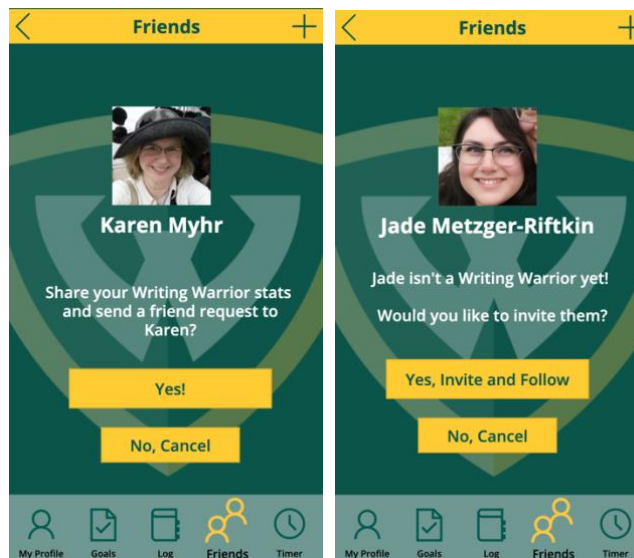 Friends
Karen Myhr
Share your Writing Warrior stats
and send a friend request to
Karen?
Yes!
No, Cancel
My Profile Goals Log Friends Timer
Friends
Jade Metzger-Riftkin
Jade isn't a Writing Warrior yet!
Would you like to invite them?
Yes, Invite and Follow
No, Cancel
My Profile Goals Log Friends Timer